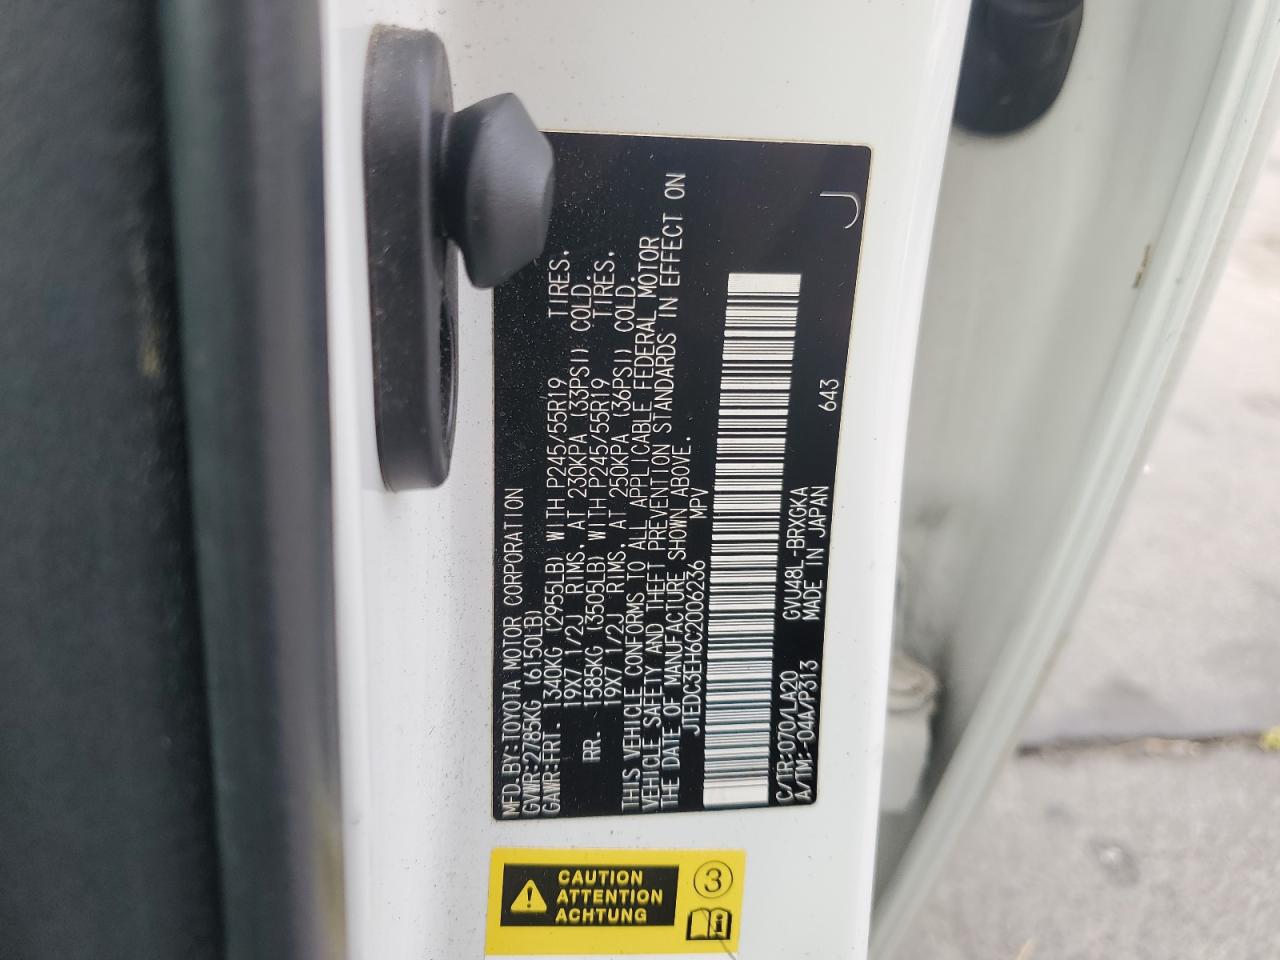 MFD.BY:TOYOTA MOTOR CORPORATION
GVWR:2785KG (6150LB)
GAWR:FRT. 1340KG (2955LB) WITH P245/55R19 TIRES,
19X7 1/2J RIMS, AT 230KPA (33PSI) COLD.
RR. 1585KG (3505LB) WITH P245/55R19 TIRES,
19X7 1/2J RIMS, AT 250KPA (36PSI) COLD.
THIS VEHICLE CONFORMS TO ALL APPLICABLE FEDERAL MOTOR
VEHICLE SAFETY AND THEFT PREVENTION STANDARDS IN EFFECT ON
THE DATE OF MANUFACTURE SHOWN ABOVE.
JTEDC3EH6C2006236 MPV
C/TR:070/LA20 GVU48L-BRXGKA
A/TM:-04A/P313 MADE IN JAPAN 643
J
CAUTION
ATTENTION
ACHTUNG
3